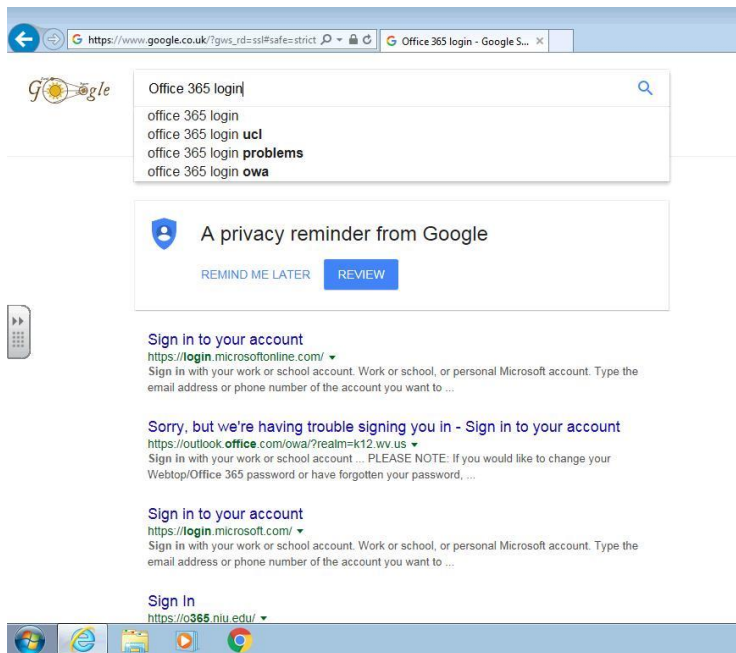 https://www.google.co.uk/?gws_rd=ssl#safe=strict
Office 365 login - Google S...
Google
Office 365 login
office 365 login
office 365 login ucl
office 365 login problems
office 365 login owa
A privacy reminder from Google
REMIND ME LATER REVIEW
Sign in to your account
https://login.microsoftonline.com/
Sign in with your work or school account. Work or school, or personal Microsoft account. Type the
email address or phone number of the account you want to ...
Sorry, but we're having trouble signing you in - Sign in to your account
https://outlook.office.com/owa/?realm=k12.wv.us
Sign in with your work or school account ... PLEASE NOTE: If you would like to change your
Webtop/Office 365 password or have forgotten your password, ...
Sign in to your account
https://login.microsoft.com/
Sign in with your work or school account. Work or school, or personal Microsoft account. Type the
email address or phone number of the account you want to ...
Sign In
https://o365.niu.edu/